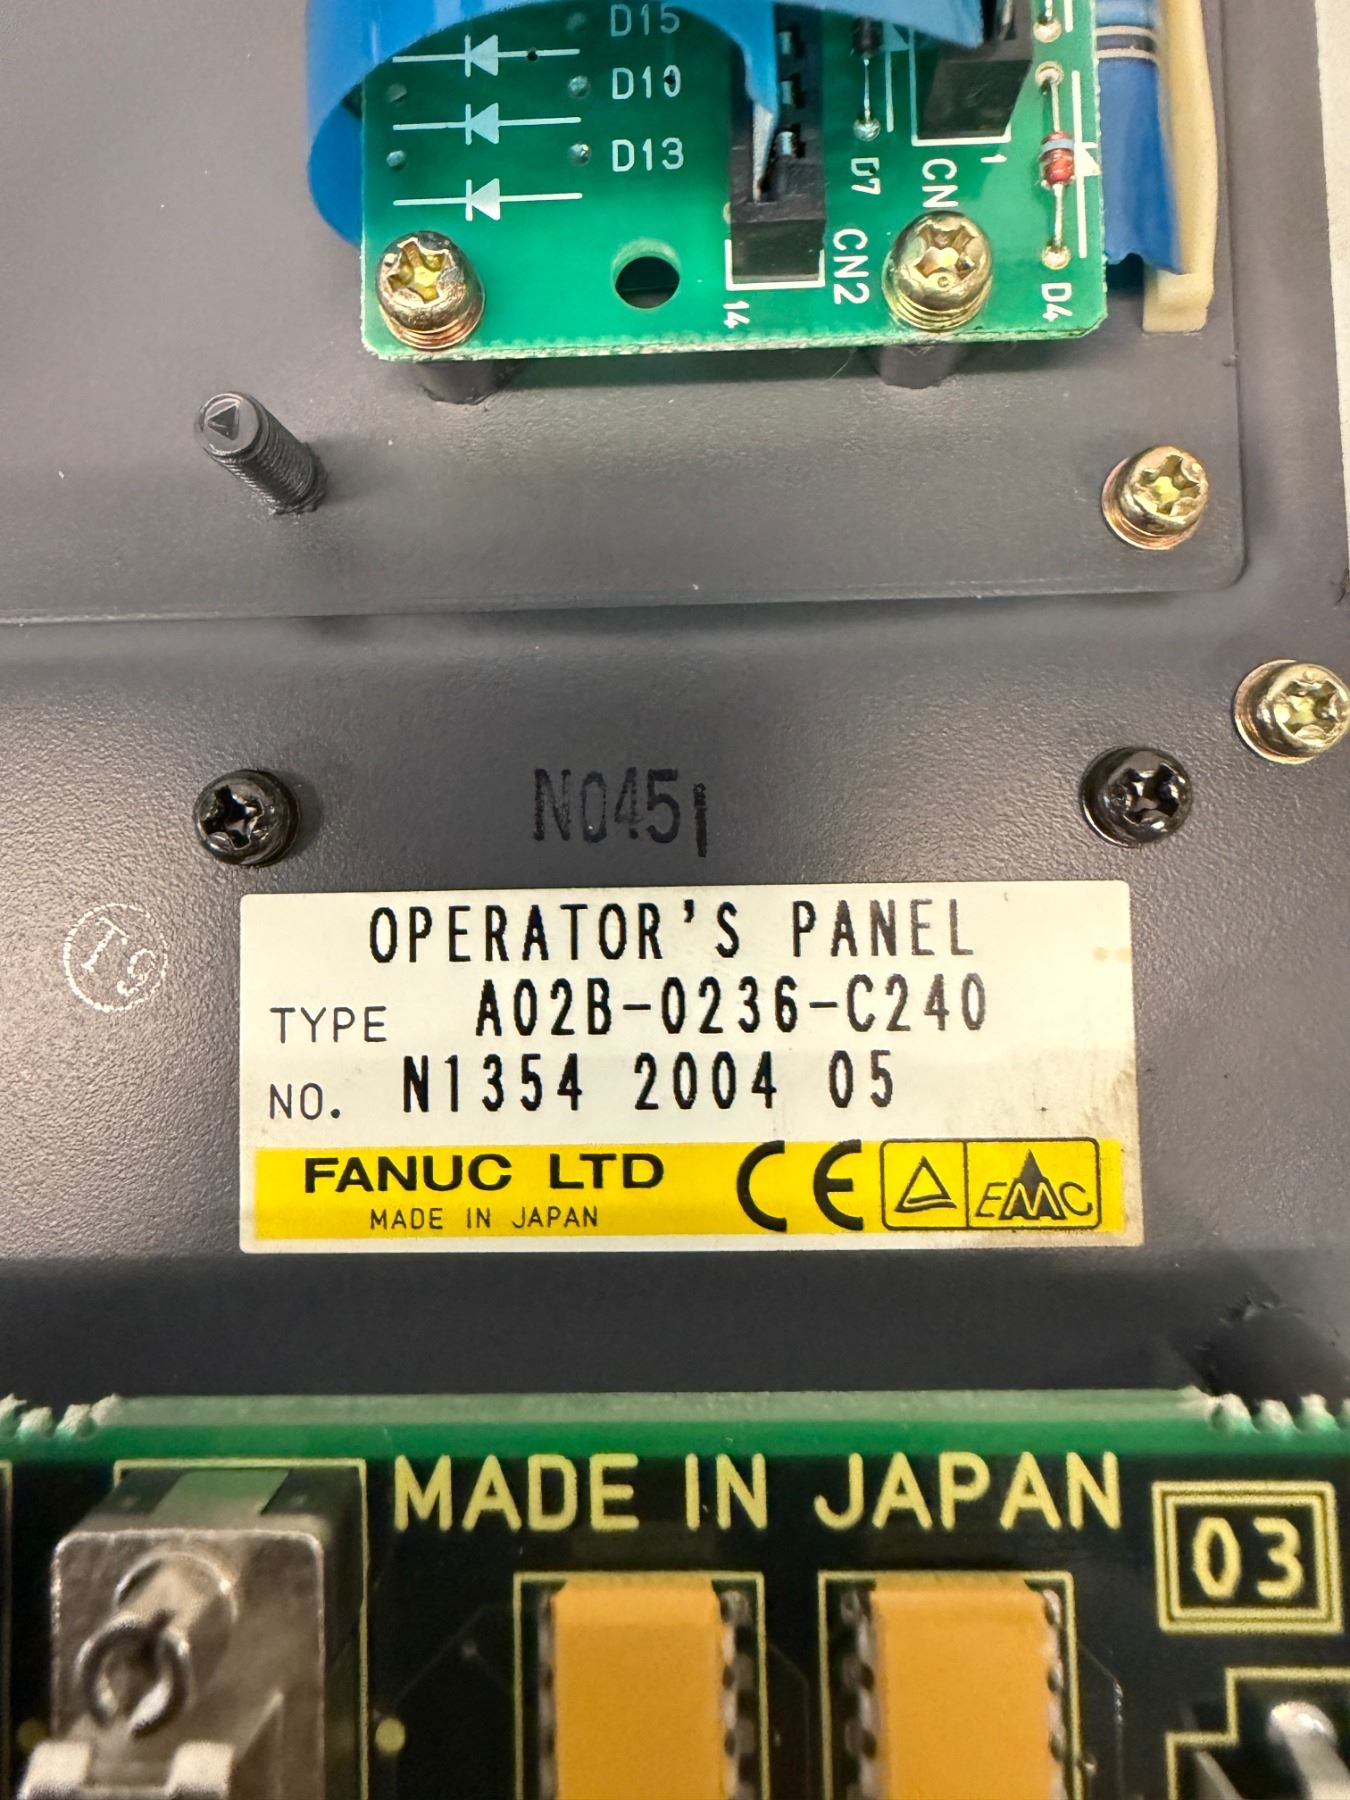 D15
D10
D13
D7
CN
1
CN2
14
D4
N0451
TS
OPERATOR'S PANEL
TYPE A02B-0236-C240
NO. N1354 2004 05
FANUC LTD CE EMC
MADE IN JAPAN
MADE IN JAPAN
03